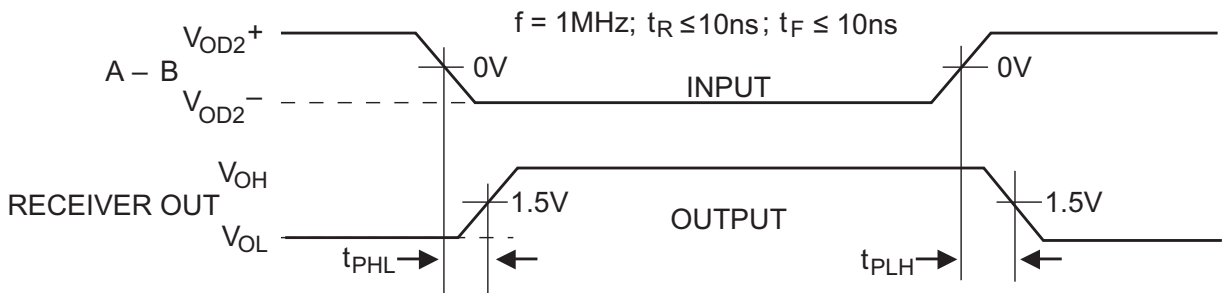 f = 1MHz; tR ≤ 10ns; tF ≤ 10ns
VOD2+
A – B
0V
0V
INPUT
VOD2–
VOH
RECEIVER OUT
1.5V
1.5V
OUTPUT
VOL
tPHL
tPLH